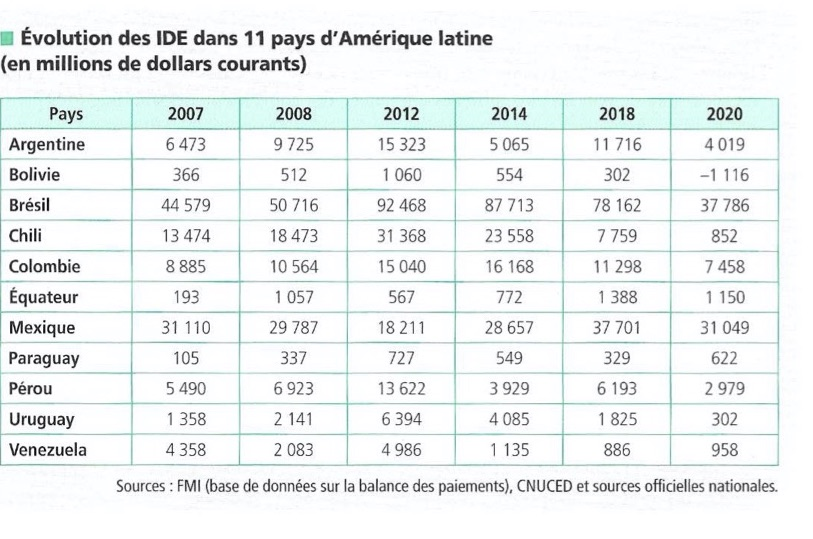 Évolution des IDE dans 11 pays d'Amérique latine
(en millions de dollars courants)
Pays 2007 2008 2012 2014 2018 2020
Argentine 6 473 9 725 15 323 5 065 11 716 4 019
Bolivie 366 512 1 060 554 302 –1 116
Brésil 44 579 50 716 92 468 87 713 78 162 37 786
Chili 13 474 18 473 31 368 23 558 7 759 852
Colombie 8 885 10 564 15 040 16 168 11 298 7 458
Équateur 193 1 057 567 772 1 388 1 150
Mexique 31 110 29 787 18 211 28 657 37 701 31 049
Paraguay 105 337 727 549 329 622
Pérou 5 490 6 923 13 622 3 929 6 193 2 979
Uruguay 1 358 2 141 6 394 4 085 1 825 302
Venezuela 4 358 2 083 4 986 1 135 886 958
Sources : FMI (base de données sur la balance des paiements), CNUCED et sources officielles nationales.